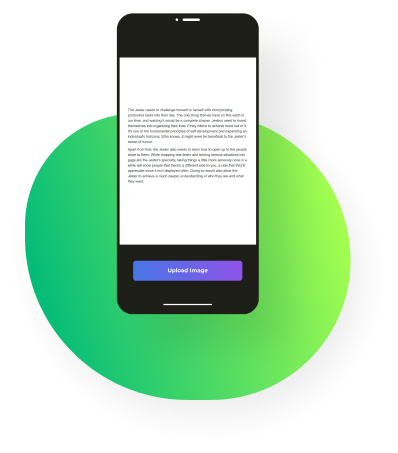 The Jester needs to challenge himself or herself with incorporating
productive tasks into their day. The only thing that we have on this earth is
our time, and wasting it would be a complete shame. Jesters need to invest
themselves into organizing their lives if they intend to achieve more out of it.
It's one of the fundamental principles of self-development and expanding an
individual's horizons. Who knows, it might even be beneficial to the Jester's
sense of humor.
Apart from that, the Jester also needs to learn how to open up to the people
close to them. While dropping one-liners and turning serious situations into
gags are the Jester's specialty, taking things a little more seriously once in a
while will show people that there's a different side to you, a side that they'll
appreciate since it isn't displayed often. Doing so would also allow the
Jester to achieve a much deeper understanding of who they are and what
they want.
Upload Image